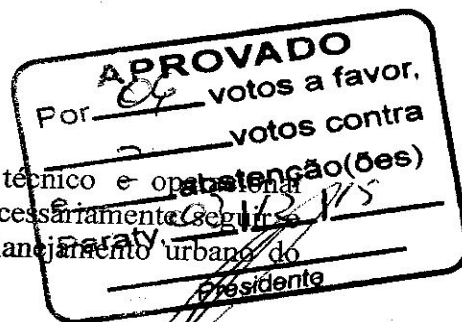 APROVADO
Por 04 votos a favor,
votos contra
e abstenção(ões)
Paraty, / /15
Presidente
técnico e operacional
necessariamente seguir-se
planejamento urbano do